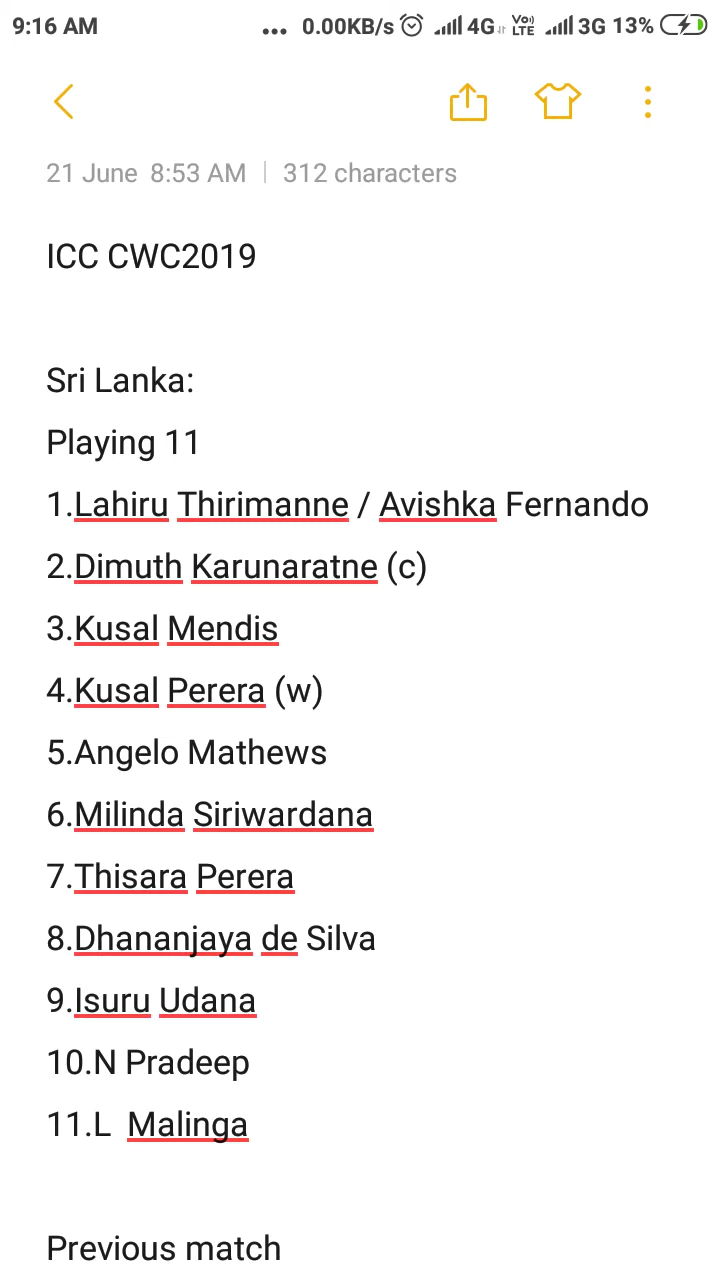 9:16 AM ... 0.00KB/s 4G VoLTE 3G 13%
21 June 8:53 AM | 312 characters
ICC CWC2019
Sri Lanka:
Playing 11
1.Lahiru Thirimanne / Avishka Fernando
2.Dimuth Karunaratne (c)
3.Kusal Mendis
4.Kusal Perera (w)
5.Angelo Mathews
6.Milinda Siriwardana
7.Thisara Perera
8.Dhananjaya de Silva
9.Isuru Udana
10.N Pradeep
11.L  Malinga
Previous match